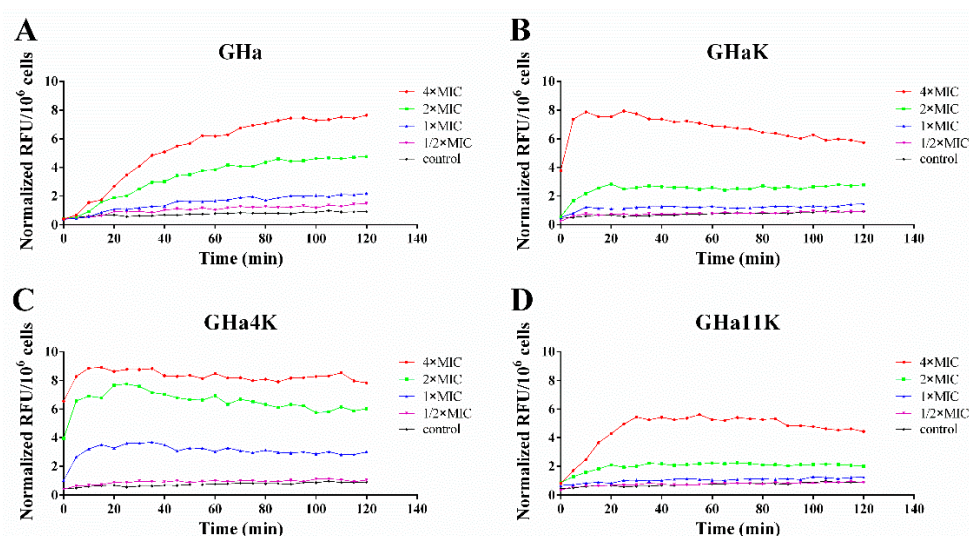 A
GHa
Normalized RFU/10⁶ cells
10
8
6
4
2
0
0 20 40 60 80 100 120 140
Time (min)
4×MIC
2×MIC
1×MIC
1/2×MIC
control
B
GHaK
Normalized RFU/10⁶ cells
10
8
6
4
2
0
0 20 40 60 80 100 120 140
Time (min)
4×MIC
2×MIC
1×MIC
1/2×MIC
control
C
GHa4K
Normalized RFU/10⁶ cells
10
8
6
4
2
0
0 20 40 60 80 100 120 140
Time (min)
4×MIC
2×MIC
1×MIC
1/2×MIC
control
D
GHa11K
Normalized RFU/10⁶ cells
10
8
6
4
2
0
0 20 40 60 80 100 120 140
Time (min)
4×MIC
2×MIC
1×MIC
1/2×MIC
control